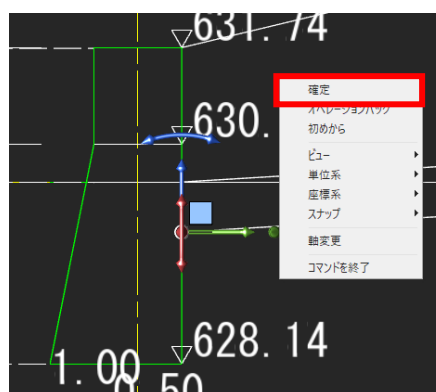 631.74
確定
オペレーションバック
630.
初めから
ビュー
単位系
座標系
スナップ
軸変更
コマンドを終了
628.14
1.00
0.50